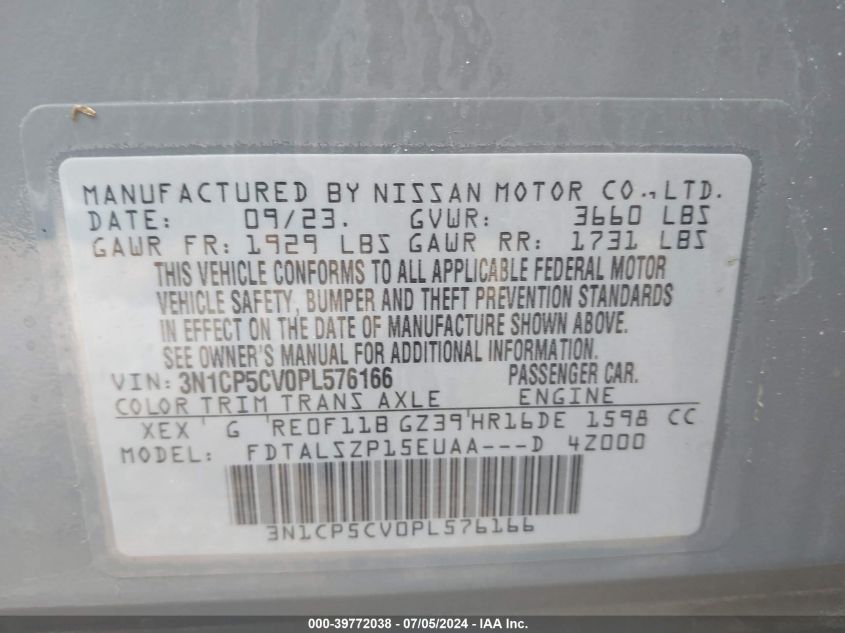 MANUFACTURED BY NISSAN MOTOR CO.,LTD.
DATE: 09/23. GVWR: 3660 LBS
GAWR FR: 1929 LBS GAWR RR: 1731 LBS
THIS VEHICLE CONFORMS TO ALL APPLICABLE FEDERAL MOTOR
VEHICLE SAFETY, BUMPER AND THEFT PREVENTION STANDARDS
IN EFFECT ON THE DATE OF MANUFACTURE SHOWN ABOVE.
SEE OWNER'S MANUAL FOR ADDITIONAL INFORMATION.
VIN: 3N1CP5CV0PL576166 PASSENGER CAR.
COLOR TRIM TRANS AXLE ENGINE
XEX G RE0F11B GZ39 HR16DE 1598 CC
MODEL: FDTALSZP15EUAA---D 4Z000
3N1CP5CV0PL576166
000-39772038 - 07/05/2024 - IAA Inc.